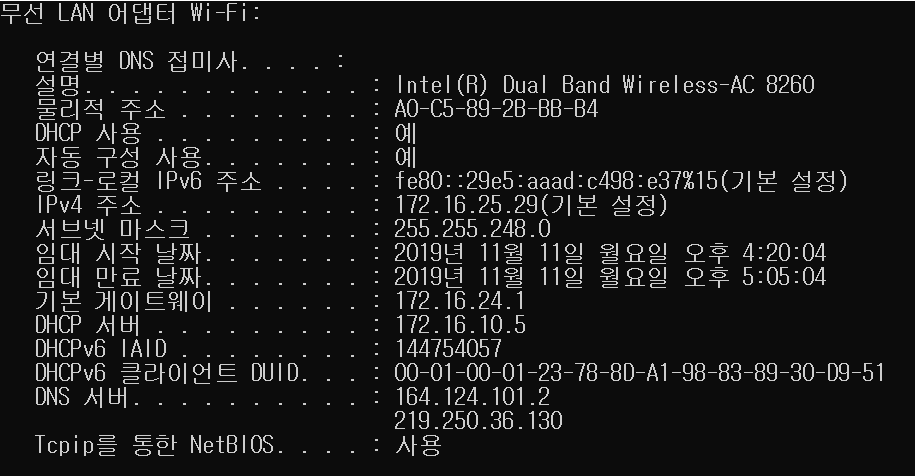 무선 LAN 어댑터 Wi-Fi:
연결별 DNS 접미사. . . . :
설명. . . . . . . . . . . . : Intel(R) Dual Band Wireless-AC 8260
물리적 주소 . . . . . . . . : A0-C5-89-2B-BB-B4
DHCP 사용 . . . . . . . . . : 예
자동 구성 사용. . . . . . . : 예
링크-로컬 IPv6 주소 . . . . : fe80::29e5:aaad:c498:e37%15(기본 설정)
IPv4 주소 . . . . . . . . . : 172.16.25.29(기본 설정)
서브넷 마스크 . . . . . . . : 255.255.248.0
임대 시작 날짜. . . . . . . : 2019년 11월 11일 월요일 오후 4:20:04
임대 만료 날짜. . . . . . . : 2019년 11월 11일 월요일 오후 5:05:04
기본 게이트웨이 . . . . . . : 172.16.24.1
DHCP 서버 . . . . . . . . . : 172.16.10.5
DHCPv6 IAID . . . . . . . . : 144754057
DHCPv6 클라이언트 DUID. . . : 00-01-00-01-23-78-8D-A1-98-83-89-30-D9-51
DNS 서버. . . . . . . . . . : 164.124.101.2
219.250.36.130
Tcpip를 통한 NetBIOS. . . . : 사용